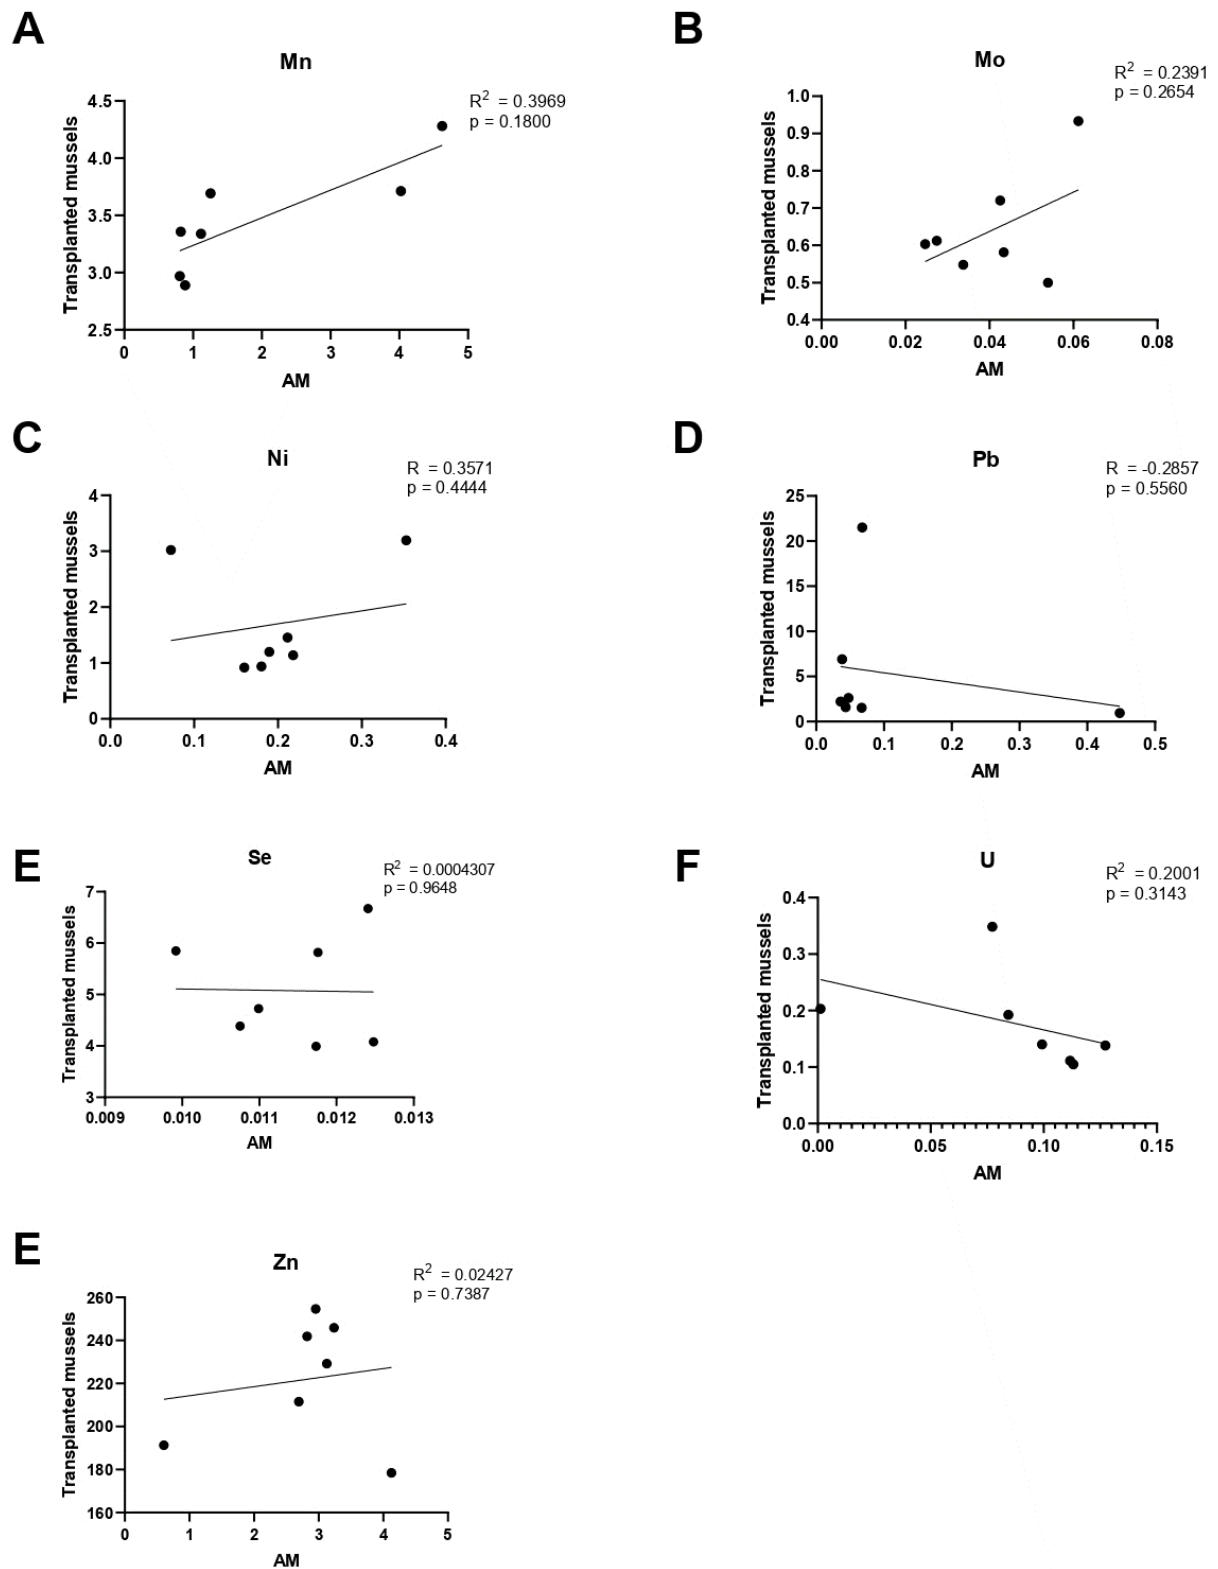 A
Mn
R² = 0.3969
p = 0.1800
Transplanted mussels
4.5
4.0
3.5
3.0
2.5
0 1 2 3 4 5
AM
B
Mo
R² = 0.2391
p = 0.2654
Transplanted mussels
1.0
0.9
0.8
0.7
0.6
0.5
0.4
0.00 0.02 0.04 0.06 0.08
AM
C
Ni
R = 0.3571
p = 0.4444
Transplanted mussels
4
3
2
1
0
0.0 0.1 0.2 0.3 0.4
AM
D
Pb
R = -0.2857
p = 0.5560
Transplanted mussels
25
20
15
10
5
0
0.0 0.1 0.2 0.3 0.4 0.5
AM
E
Se
R² = 0.0004307
p = 0.9648
Transplanted mussels
7
6
5
4
3
0.009 0.010 0.011 0.012 0.013
AM
F
U
R² = 0.2001
p = 0.3143
Transplanted mussels
0.4
0.3
0.2
0.1
0.0
0.00 0.05 0.10 0.15
AM
E
Zn
R² = 0.02427
p = 0.7387
Transplanted mussels
260
240
220
200
180
160
0 1 2 3 4 5
AM